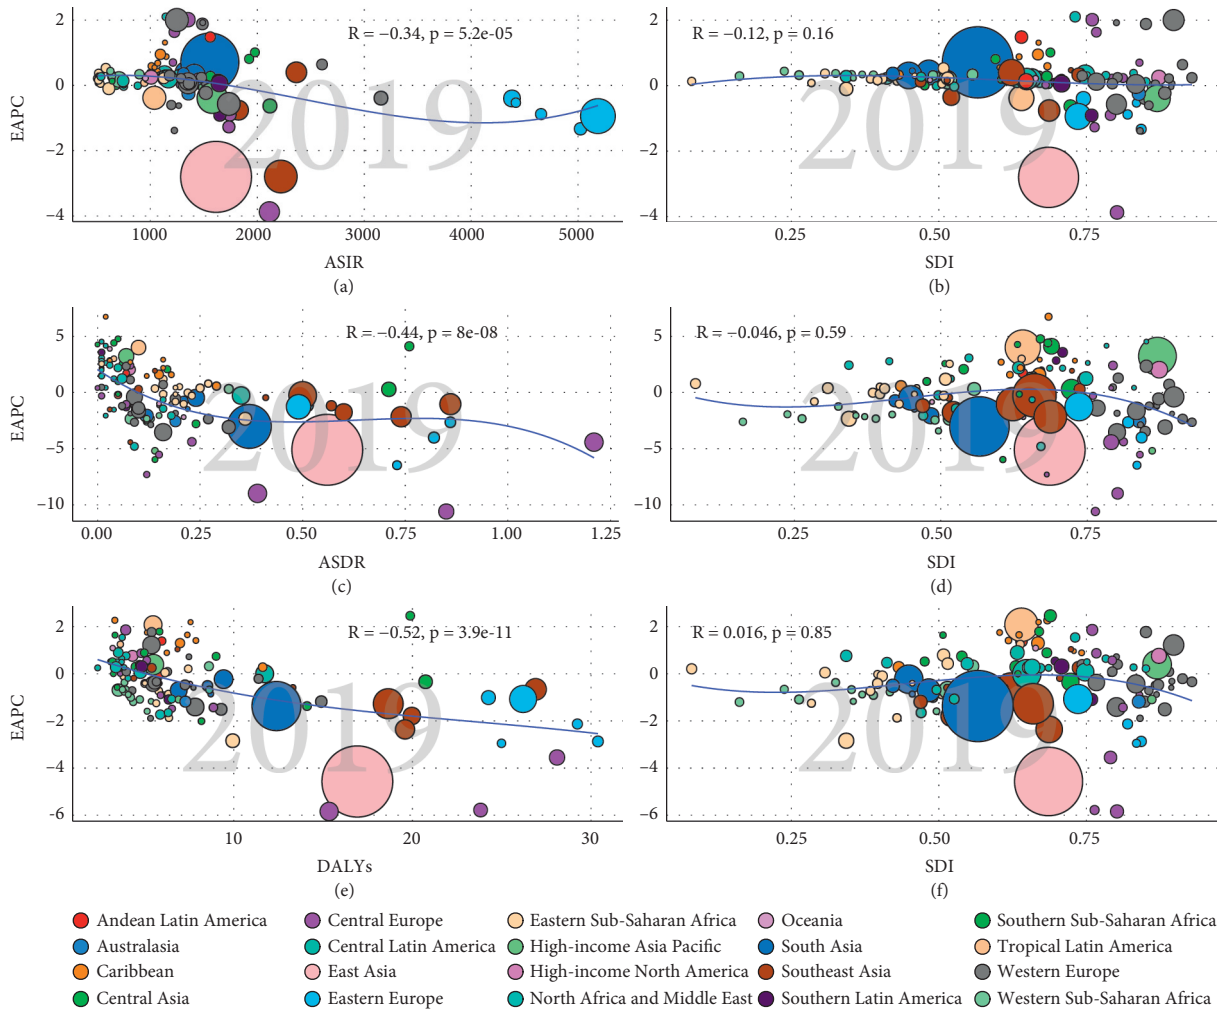 2
0
−2
−4
EAPC
2019
R = −0.34, p = 5.2e−05
1000
2000
3000
4000
5000
ASIR
(a)
2
0
−2
−4
2019
R = −0.12, p = 0.16
0.25
0.50
0.75
SDI
(b)
5
0
−5
−10
EAPC
2019
R = −0.44, p = 8e−08
0.00
0.25
0.50
0.75
1.00
1.25
ASDR
(c)
5
0
−5
−10
2019
R = −0.046, p = 0.59
0.25
0.50
0.75
SDI
(d)
2
0
−2
−4
−6
EAPC
2019
R = −0.52, p = 3.9e−11
10
20
30
DALYs
(e)
2
0
−2
−4
−6
2019
R = 0.016, p = 0.85
0.25
0.50
0.75
SDI
(f)
Andean Latin America
Australasia
Caribbean
Central Asia
Central Europe
Central Latin America
East Asia
Eastern Europe
Eastern Sub-Saharan Africa
High-income Asia Pacific
High-income North America
North Africa and Middle East
Oceania
South Asia
Southeast Asia
Southern Latin America
Southern Sub-Saharan Africa
Tropical Latin America
Western Europe
Western Sub-Saharan Africa